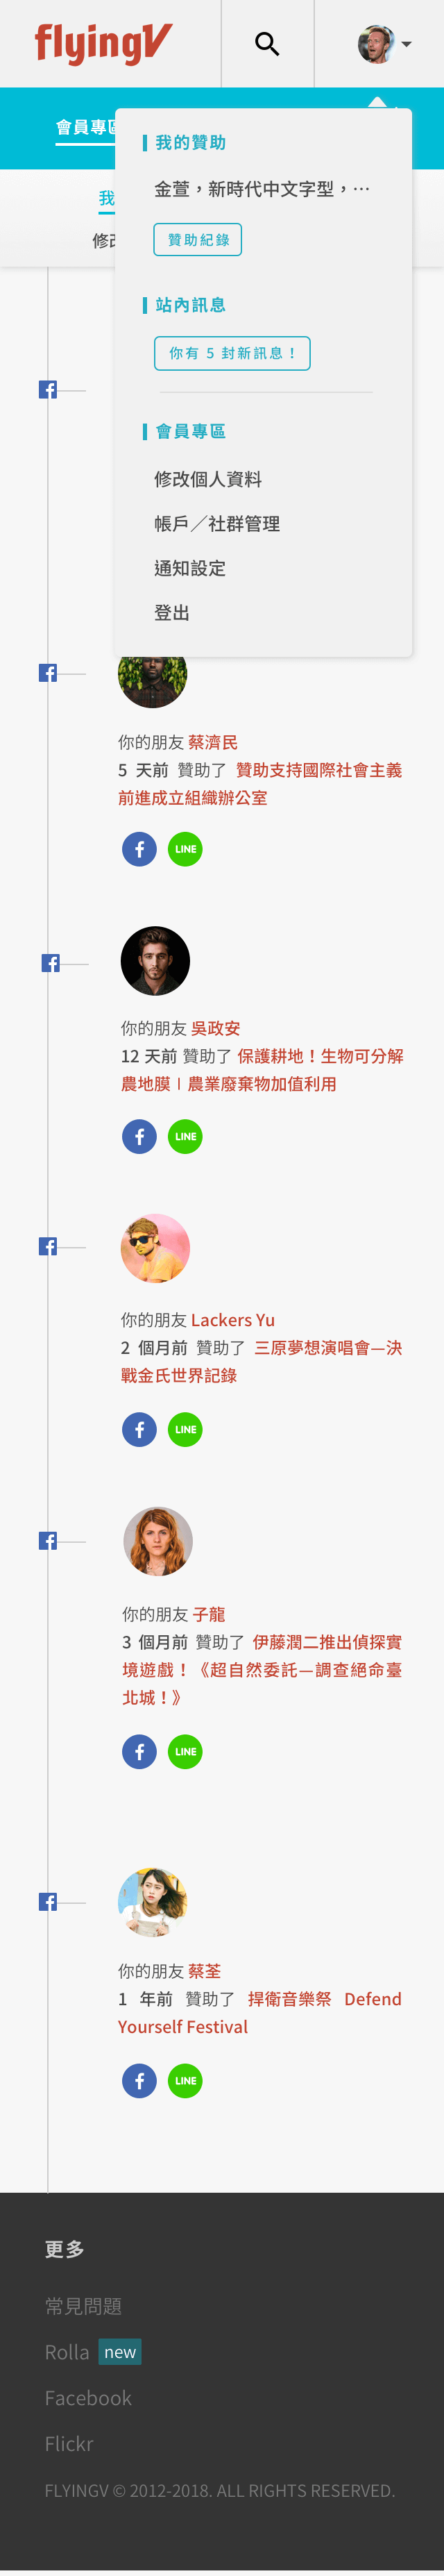 flyingV
會員專區
我的贊助
我
金萱，新時代中文字型，⋯
修改
贊助紀錄
站內訊息
你有 5 封新訊息！
會員專區
修改個人資料
帳戶／社群管理
通知設定
登出
你的朋友 蔡濟民
5 天前 贊助了 贊助支持國際社會主義
前進成立組織辦公室
LINE
你的朋友 吳政安
12 天前 贊助了 保護耕地！生物可分解
農地膜∣農業廢棄物加值利用
LINE
你的朋友 Lackers Yu
2 個月前 贊助了 三原夢想演唱會—決
戰金氏世界記錄
LINE
你的朋友 子龍
3 個月前 贊助了 伊藤潤二推出偵探實
境遊戲！《超自然委託—調查絕命臺
北城！》
LINE
你的朋友 蔡荃
1 年前 贊助了 捍衛音樂祭 Defend
Yourself Festival
LINE
更多
常見問題
Rolla new
Facebook
Flickr
FLYINGV © 2012-2018. ALL RIGHTS RESERVED.